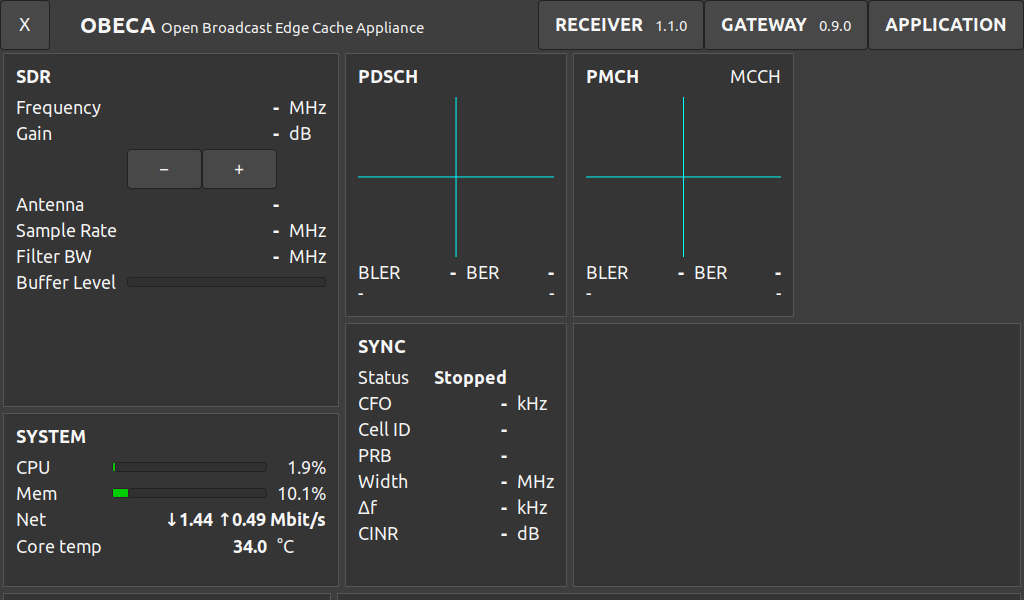 X
OBECA Open Broadcast Edge Cache Appliance
RECEIVER 1.1.0
GATEWAY 0.9.0
APPLICATION
SDR
Frequency - MHz
Gain - dB
– +
Antenna -
Sample Rate - MHz
Filter BW - MHz
Buffer Level
PDSCH
BLER - BER -
- -
PMCH MCCH
BLER - BER -
- -
SYSTEM
CPU 1.9%
Mem 10.1%
Net ↓1.44 ↑0.49 Mbit/s
Core temp 34.0 °C
SYNC
Status Stopped
CFO - kHz
Cell ID -
PRB -
Width - MHz
Δf - kHz
CINR - dB